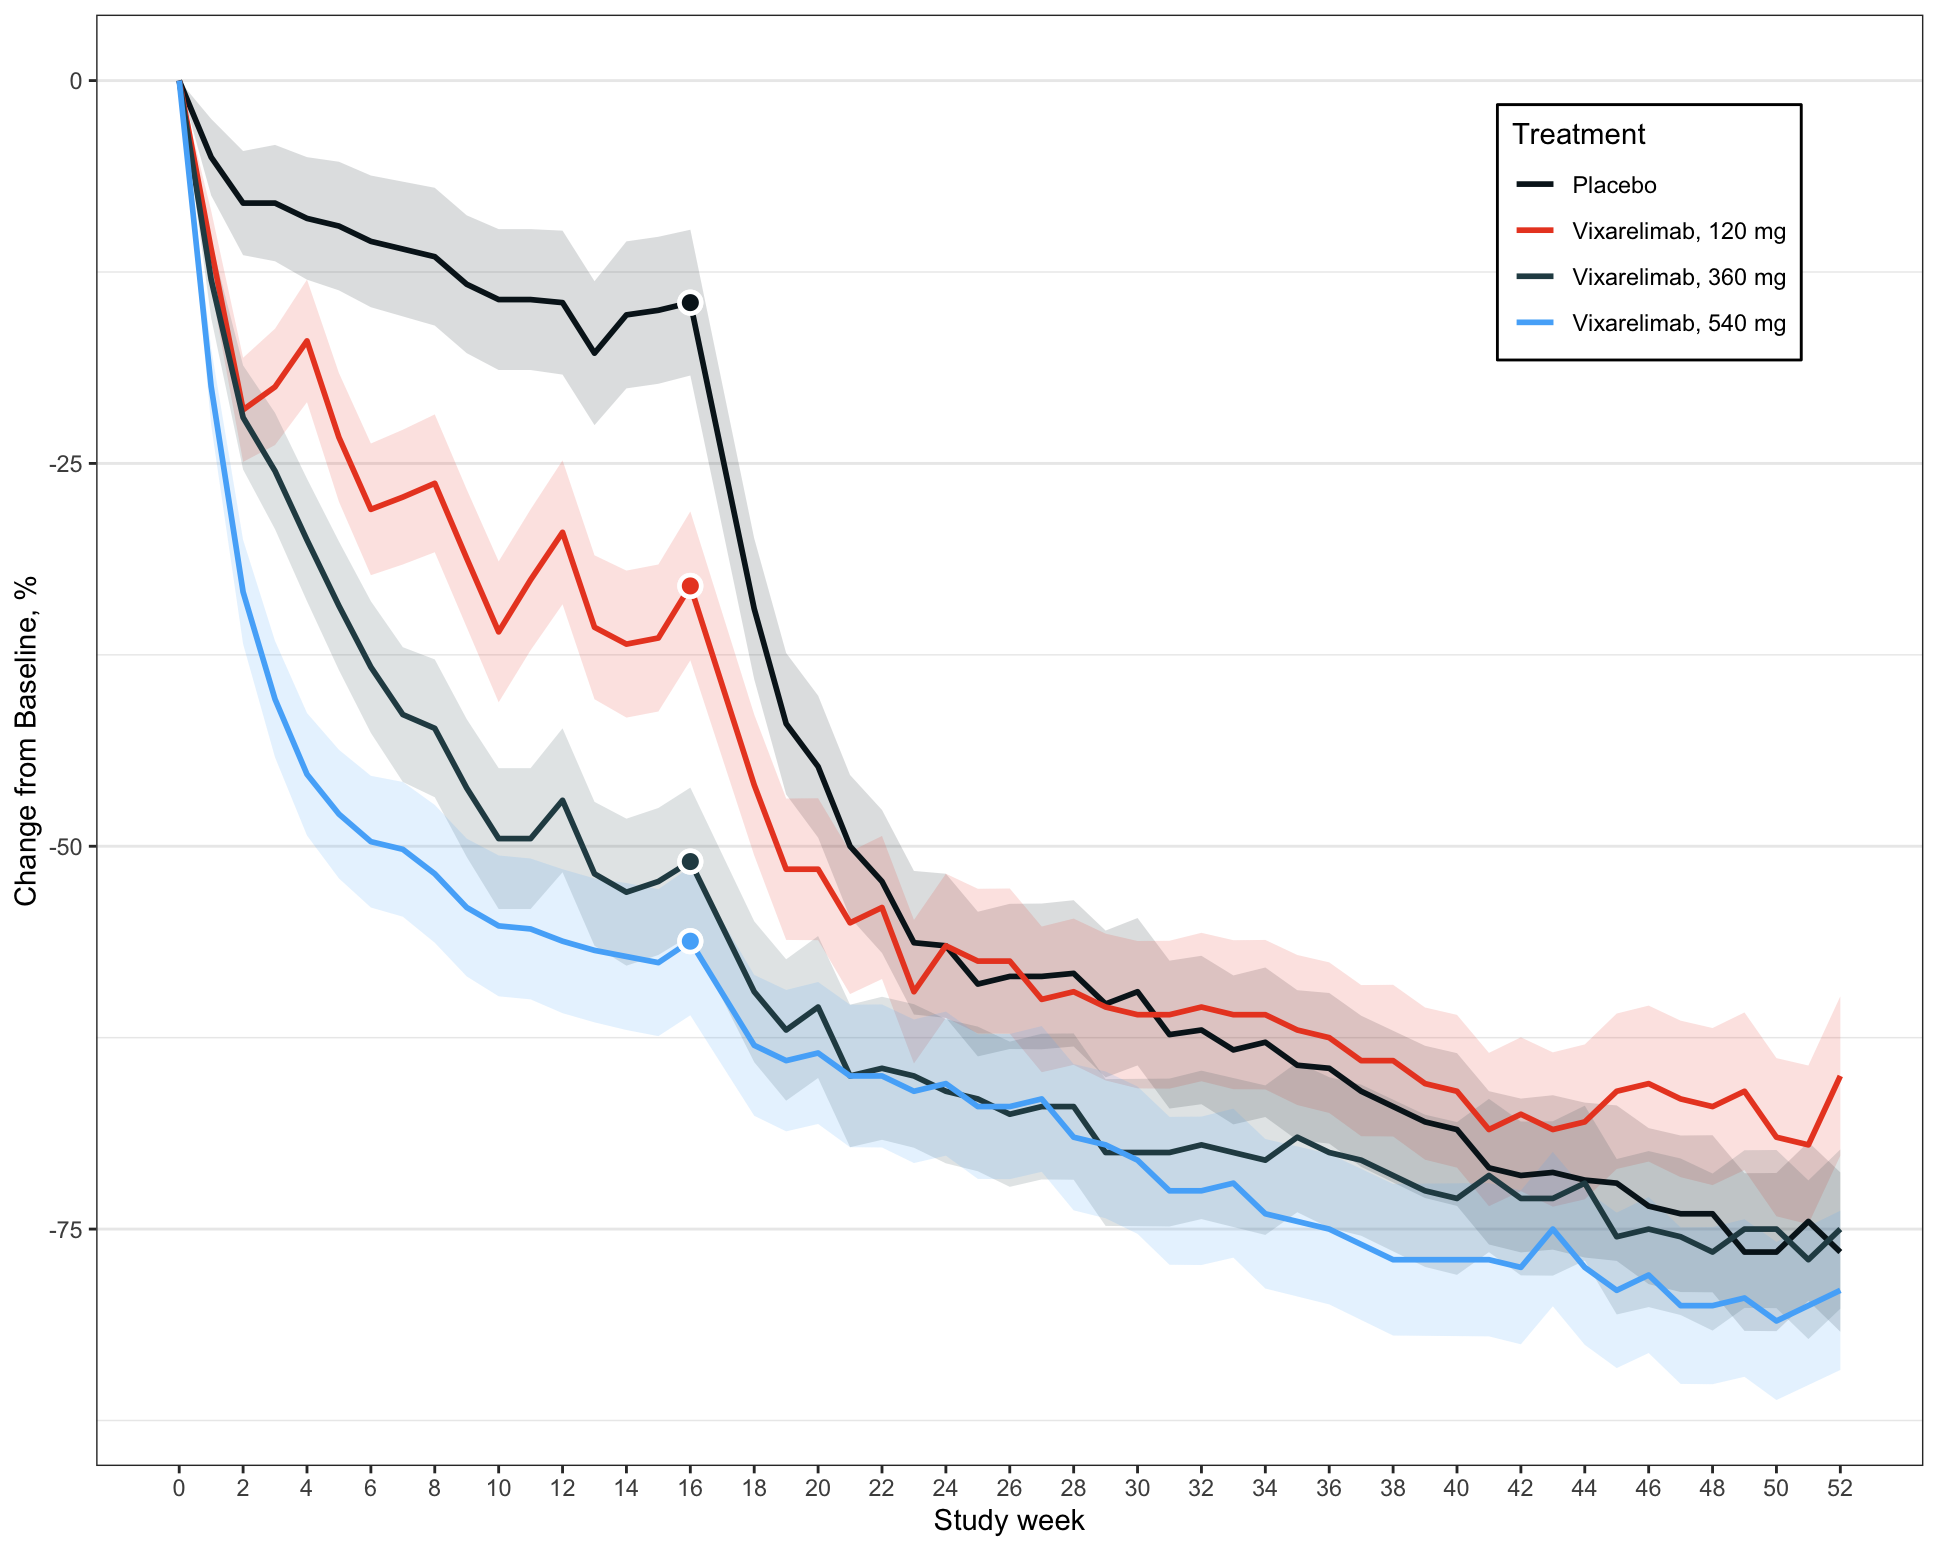 Treatment
Placebo
Vixarelimab, 120 mg
Vixarelimab, 360 mg
Vixarelimab, 540 mg
Change from Baseline, %
0
-25
-50
-75
0 2 4 6 8 10 12 14 16 18 20 22 24 26 28 30 32 34 36 38 40 42 44 46 48 50 52
Study week